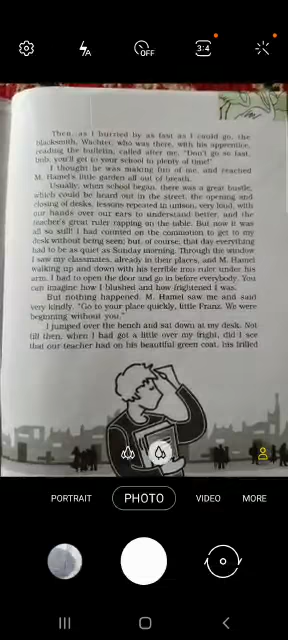 OFF
3:4
Then, as I hurried by as fast as I could go, the
blacksmith, Wachter, who was there, with his apprentice,
reading the bulletin, called after me, "Don't go so fast,
bub; you'll get to your school in plenty of time!"
I thought he was making fun of me, and reached
M. Hamel's little garden all out of breath.
Usually, when school began, there was a great bustle,
which could be heard out in the street, the opening and
closing of desks, lessons repeated in unison, very loud, with
our hands over our ears to understand better, and the
teacher's great ruler rapping on the table. But now it was
all so still! I had counted on the commotion to get to my
desk without being seen; but, of course, that day everything
had to be as quiet as Sunday morning. Through the window
I saw my classmates, already in their places, and M. Hamel
walking up and down with his terrible iron ruler under his
arm. I had to open the door and go in before everybody. You
can imagine how I blushed and how frightened I was.
But nothing happened. M. Hamel saw me and said
very kindly, "Go to your place quickly, little Franz. We were
beginning without you."
I jumped over the bench and sat down at my desk. Not
till then, when I had got a little over my fright, did I see
that our teacher had on his beautiful green coat, his frilled
PORTRAIT PHOTO VIDEO MORE